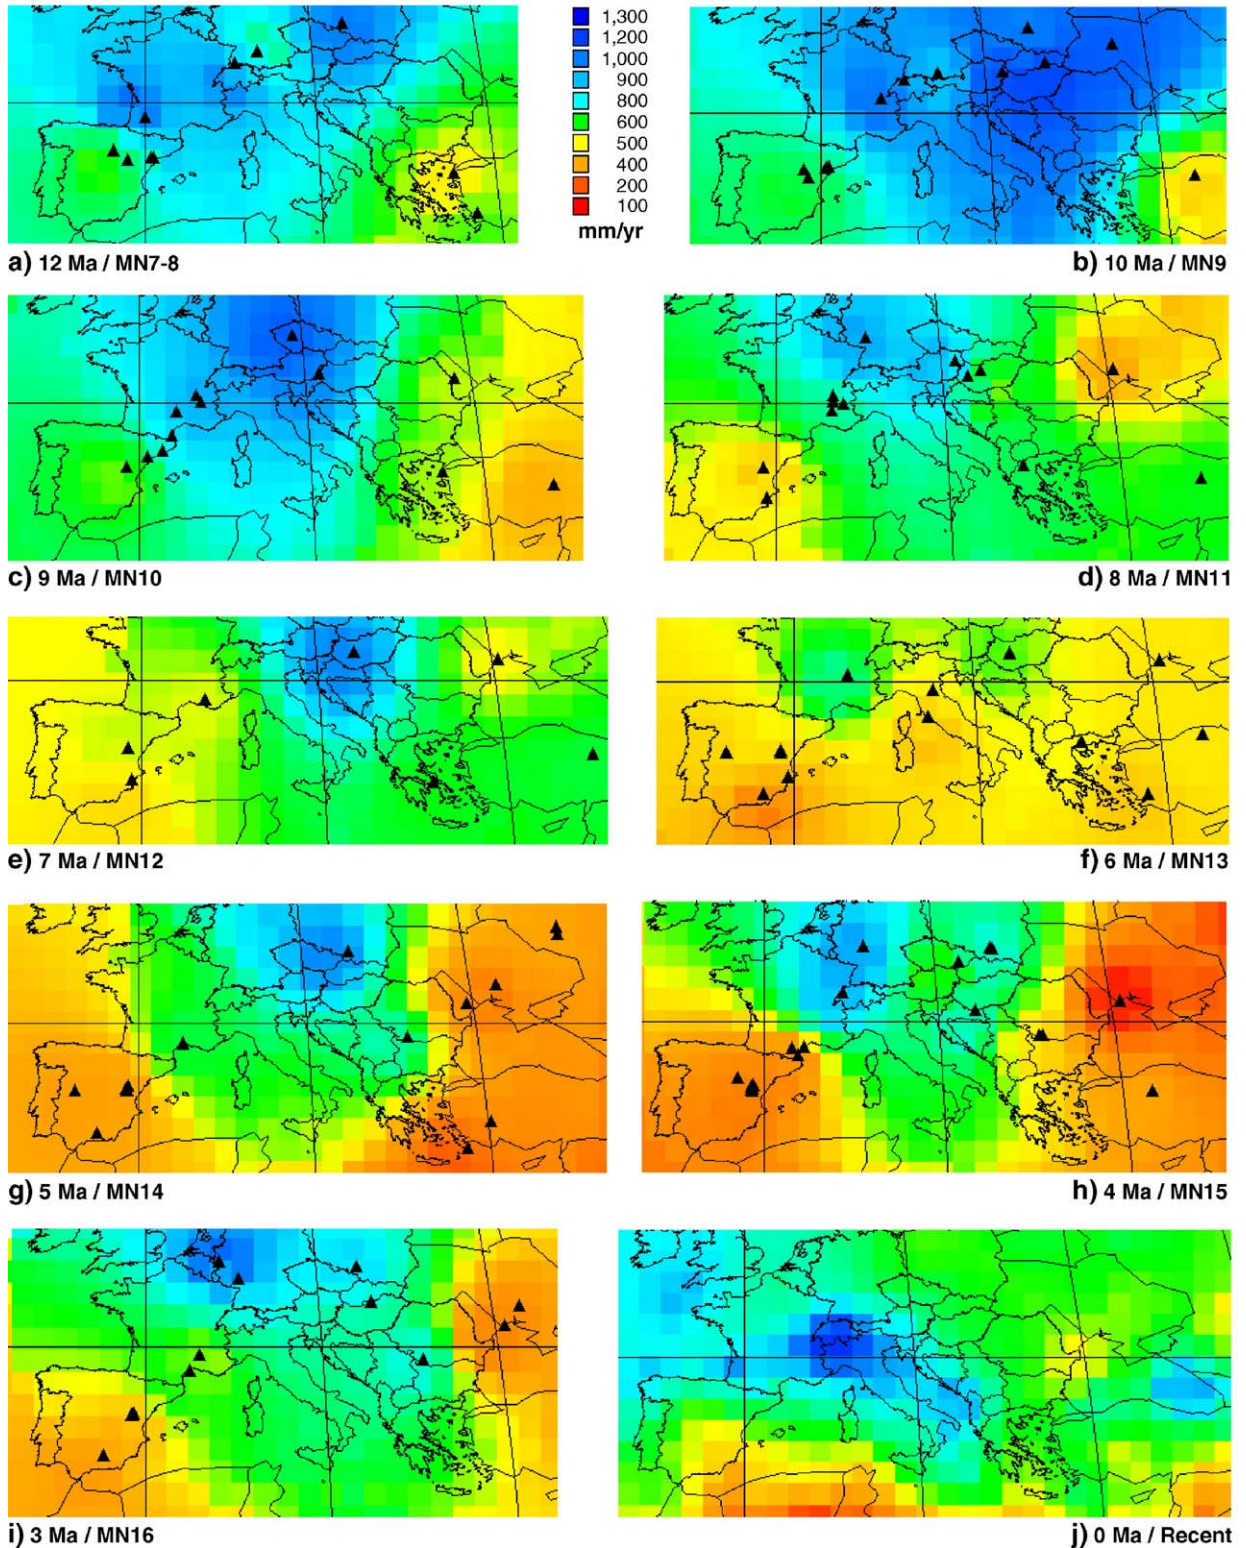 1,300
1,200
1,000
900
800
600
500
400
200
100
mm/yr
a) 12 Ma / MN7-8
b) 10 Ma / MN9
c) 9 Ma / MN10
d) 8 Ma / MN11
e) 7 Ma / MN12
f) 6 Ma / MN13
g) 5 Ma / MN14
h) 4 Ma / MN15
i) 3 Ma / MN16
j) 0 Ma / Recent